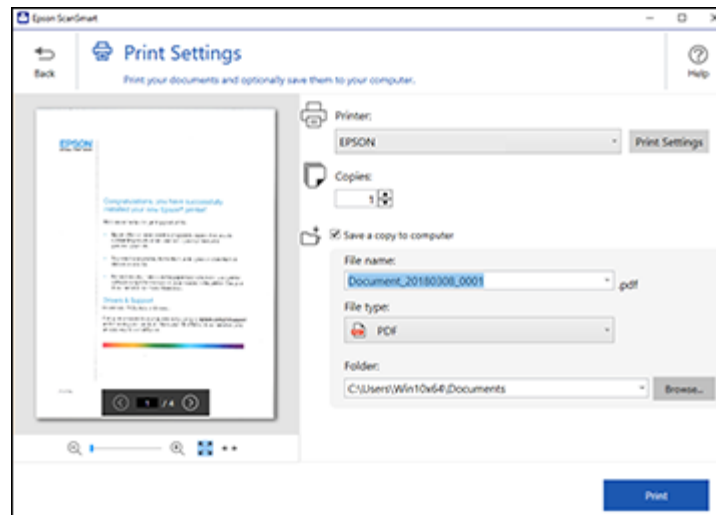 Epson ScanSmart
Back
Print Settings
Print your documents and optionally save them to your computer.
Help
EPSON
Congratulations, you have successfully
installed your new Epson® printer!
Drivers & Support
1 / 4
Printer:
EPSON
Print Settings
Copies:
1
Save a copy to computer
File name:
Document_20180308_0001
.pdf
File type:
PDF
Folder:
C:\Users\Win10x64\Documents
Browse...
Print